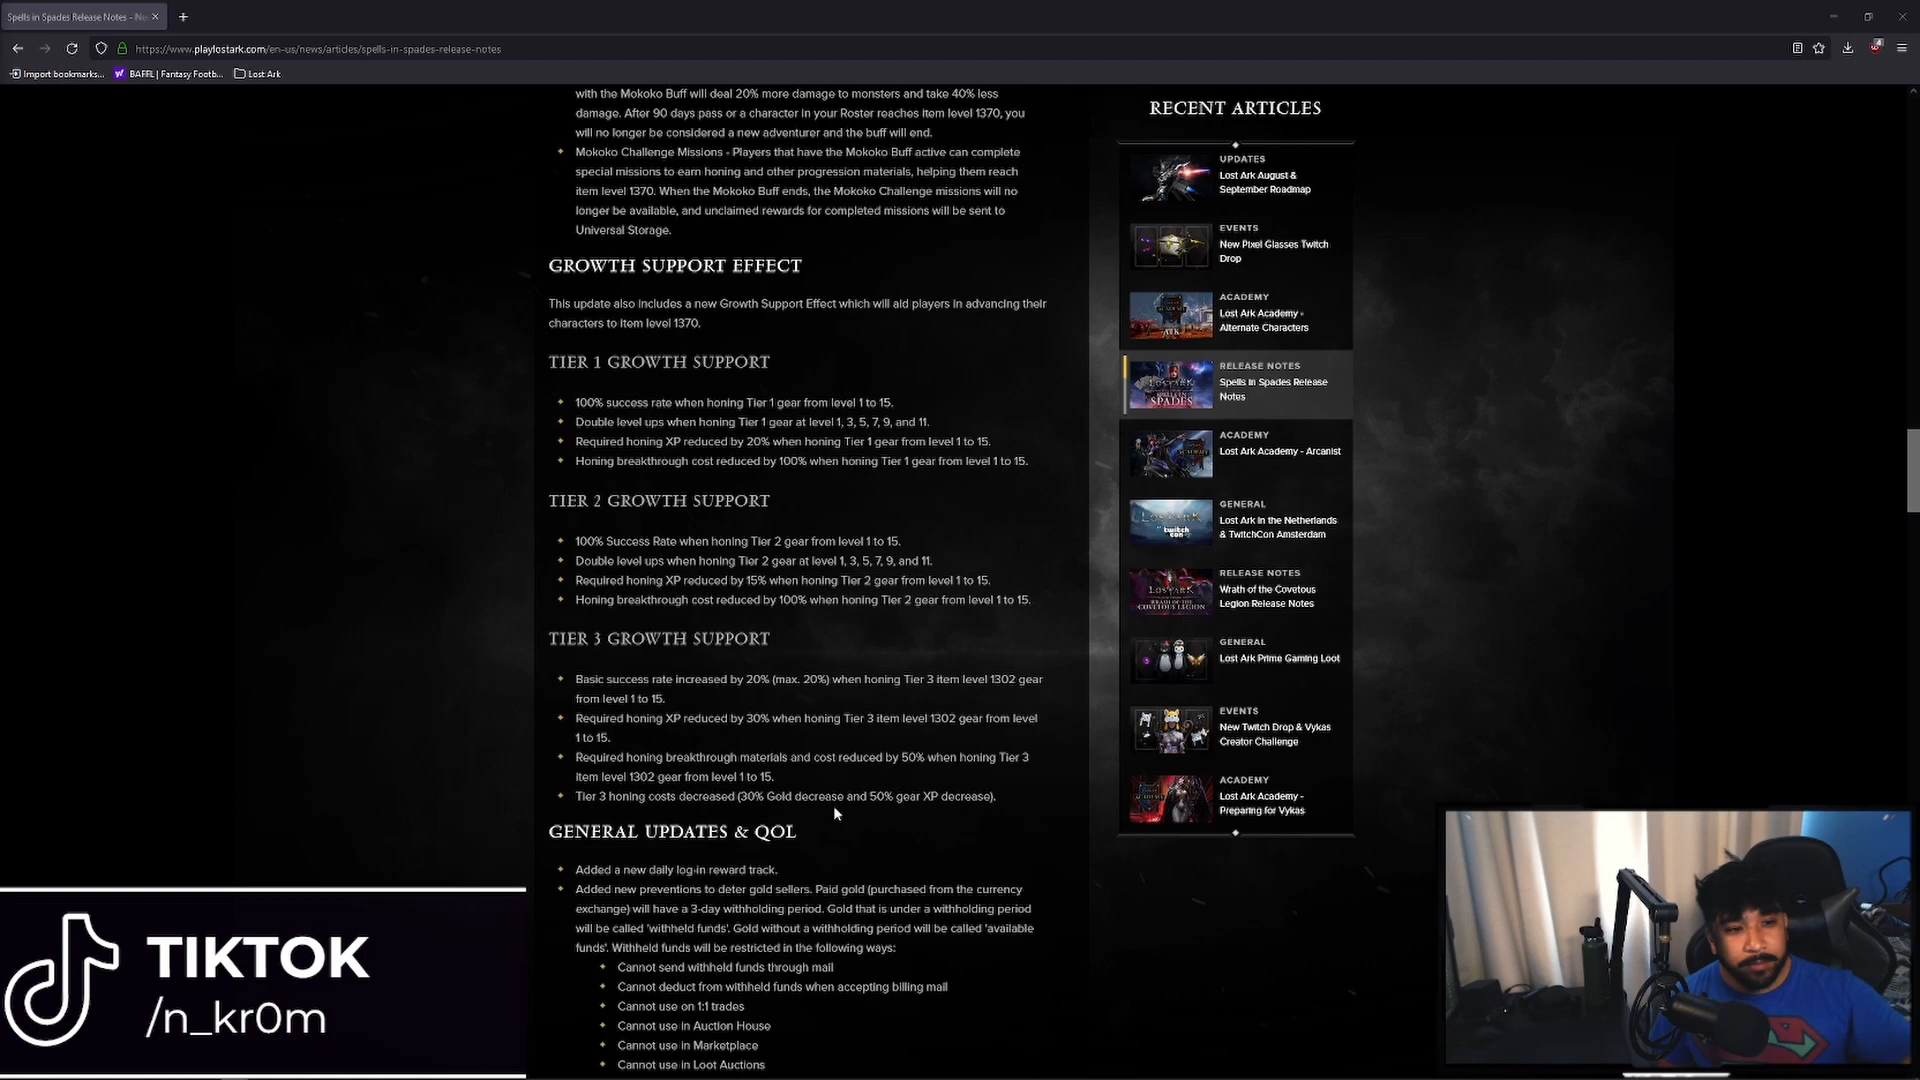 Spells in Spades Release Notes - Ne
https://www.playlostark.com/en-us/news/articles/spells-in-spades-release-notes
4
Import bookmarks...
BAFFL | Fantasy Footb...
Lost Ark
with the Mokoko Buff will deal 20% more damage to monsters and take 40% less
damage. After 90 days pass or a character in your Roster reaches item level 1370, you
will no longer be considered a new adventurer and the buff will end.
Mokoko Challenge Missions - Players that have the Mokoko Buff active can complete
special missions to earn honing and other progression materials, helping them reach
item level 1370. When the Mokoko Buff ends, the Mokoko Challenge missions will no
longer be available, and unclaimed rewards for completed missions will be sent to
Universal Storage.
GROWTH SUPPORT EFFECT
This update also includes a new Growth Support Effect which will aid players in advancing their
characters to item level 1370.
TIER 1 GROWTH SUPPORT
100% success rate when honing Tier 1 gear from level 1 to 15.
Double level ups when honing Tier 1 gear at level 1, 3, 5, 7, 9, and 11.
Required honing XP reduced by 20% when honing Tier 1 gear from level 1 to 15.
Honing breakthrough cost reduced by 100% when honing Tier 1 gear from level 1 to 15.
TIER 2 GROWTH SUPPORT
100% Success Rate when honing Tier 2 gear from level 1 to 15.
Double level ups when honing Tier 2 gear at level 1, 3, 5, 7, 9, and 11.
Required honing XP reduced by 15% when honing Tier 2 gear from level 1 to 15.
Honing breakthrough cost reduced by 100% when honing Tier 2 gear from level 1 to 15.
TIER 3 GROWTH SUPPORT
Basic success rate increased by 20% (max. 20%) when honing Tier 3 item level 1302 gear
from level 1 to 15.
Required honing XP reduced by 30% when honing Tier 3 item level 1302 gear from level
1 to 15.
Required honing breakthrough materials and cost reduced by 50% when honing Tier 3
item level 1302 gear from level 1 to 15.
Tier 3 honing costs decreased (30% Gold decrease and 50% gear XP decrease).
GENERAL UPDATES & QOL
Added a new daily log-in reward track.
Added new preventions to deter gold sellers. Paid gold (purchased from the currency
exchange) will have a 3-day withholding period. Gold that is under a withholding period
will be called 'withheld funds'. Gold without a withholding period will be called 'available
funds'. Withheld funds will be restricted in the following ways:
Cannot send withheld funds through mail
Cannot deduct from withheld funds when accepting billing mail
Cannot use on 1:1 trades
Cannot use in Auction House
Cannot use in Marketplace
Cannot use in Loot Auctions
RECENT ARTICLES
UPDATES
Lost Ark August &
September Roadmap
EVENTS
New Pixel Glasses Twitch
Drop
ACADEMY
Lost Ark Academy -
Alternate Characters
RELEASE NOTES
Spells in Spades Release
Notes
ACADEMY
Lost Ark Academy - Arcanist
GENERAL
Lost Ark in the Netherlands
& TwitchCon Amsterdam
RELEASE NOTES
Wrath of the Covetous
Legion Release Notes
GENERAL
Lost Ark Prime Gaming Loot
EVENTS
New Twitch Drop & Vykas
Creator Challenge
ACADEMY
Lost Ark Academy -
Preparing for Vykas
TIKTOK
/n_kr0m